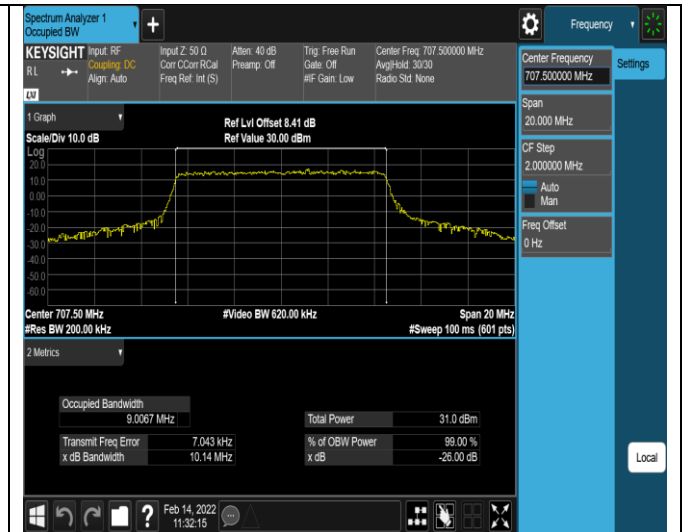 Spectrum Analyzer 1
Occupied BW
+
Frequency
KEYSIGHT
R L
LXI
Input: RF
Coupling: DC
Align: Auto
Input Z: 50 Ω
Corr CCorr RCal
Freq Ref: Int (S)
Atten: 40 dB
Preamp: Off
Trig: Free Run
Gate: Off
#IF Gain: Low
Center Freq: 707.500000 MHz
Avg|Hold: 30/30
Radio Std: None
Center Frequency
707.500000 MHz
Settings
Span
20.000 MHz
CF Step
2.000000 MHz
Auto
Man
Freq Offset
0 Hz
Local
1 Graph
Scale/Div 10.0 dB
Ref Lvl Offset 8.41 dB
Ref Value 30.00 dBm
Log
20.0
10.0
0.00
-10.0
-20.0
-30.0
-40.0
-50.0
-60.0
Center 707.50 MHz
#Video BW 620.00 kHz
Span 20 MHz
#Res BW 200.00 kHz
#Sweep 100 ms (601 pts)
2 Metrics
Occupied Bandwidth
9.0067 MHz
Total Power
31.0 dBm
Transmit Freq Error
7.043 kHz
% of OBW Power
99.00 %
x dB Bandwidth
10.14 MHz
x dB
-26.00 dB
?
Feb 14, 2022
11:32:15